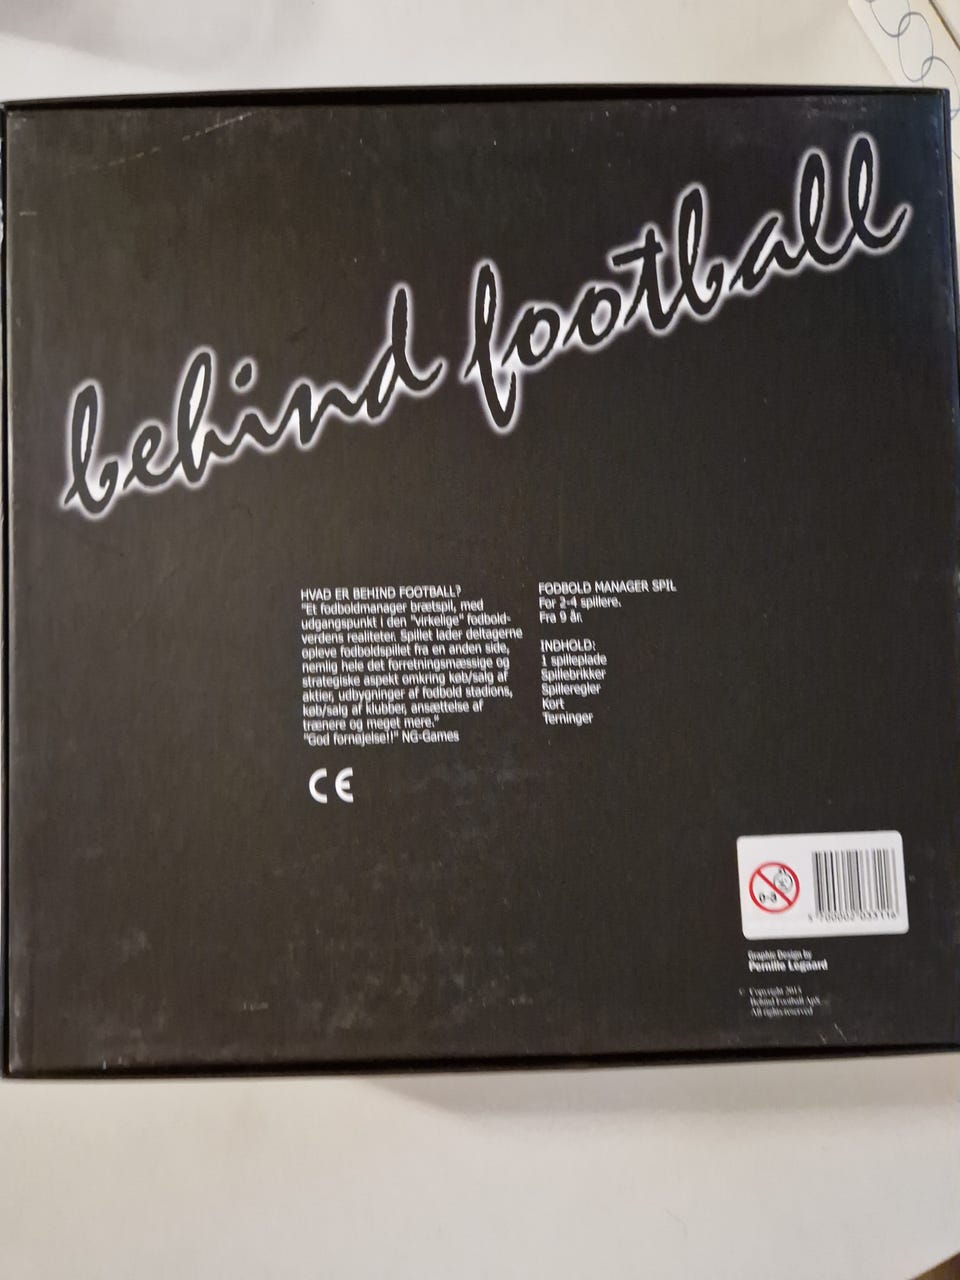 behind football
HVAD ER BEHIND FOOTBALL?
"Et fodboldmanager brætspil, med
udgangspunkt i den "virkelige" fodbold-
verdens realiteter. Spillet lader deltagerne
opleve fodboldspillet fra en anden side,
nemlig hele det forretningsmæssige og
strategiske aspekt omkring køb/salg af
aktier, udbygninger af fodbold stadions,
køb/salg af klubber, ansættelse af
trænere og meget mere."
"God fornøjelse!!" NG-Games
CE
FODBOLD MANAGER SPIL
For 2-4 spillere.
Fra 9 år.
INDHOLD:
1 spilleplade
Spillebrikker
Spilleregler
Kort
Terninger
0-3
Graphic Design by
Pernille Legaard
© Copyright
Behind Football ApS
All rights reserved